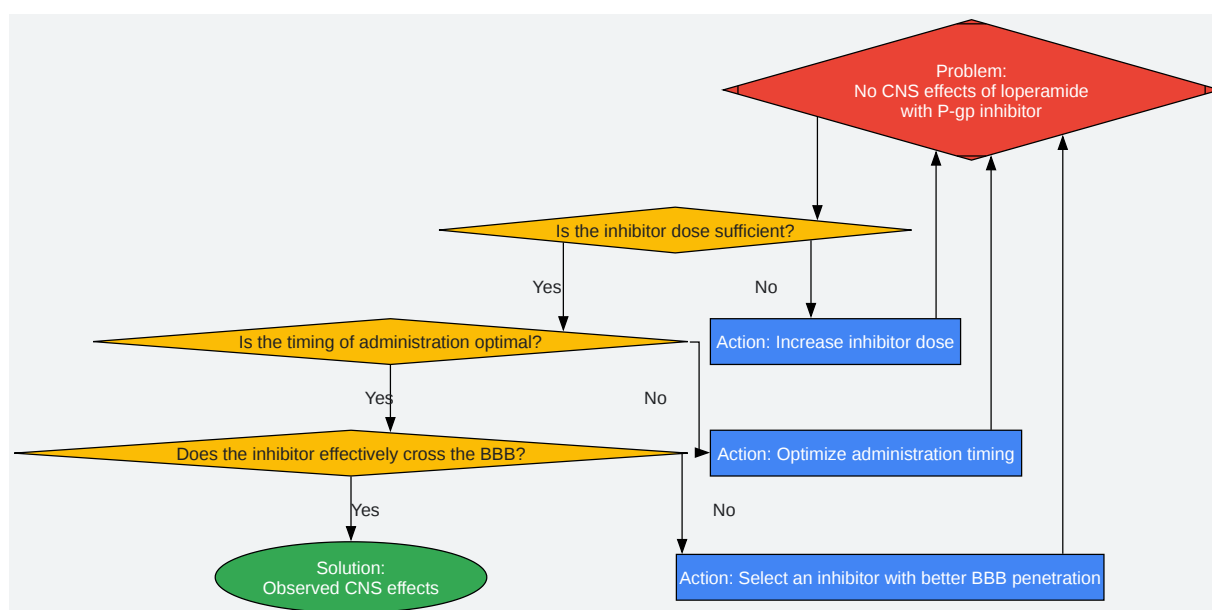 Problem:
No CNS effects of loperamide
with P-gp inhibitor
Is the inhibitor dose sufficient?
Yes
No
Is the timing of administration optimal?
Action: Increase inhibitor dose
Yes
No
Does the inhibitor effectively cross the BBB?
Action: Optimize administration timing
Yes
No
Solution:
Observed CNS effects
Action: Select an inhibitor with better BBB penetration